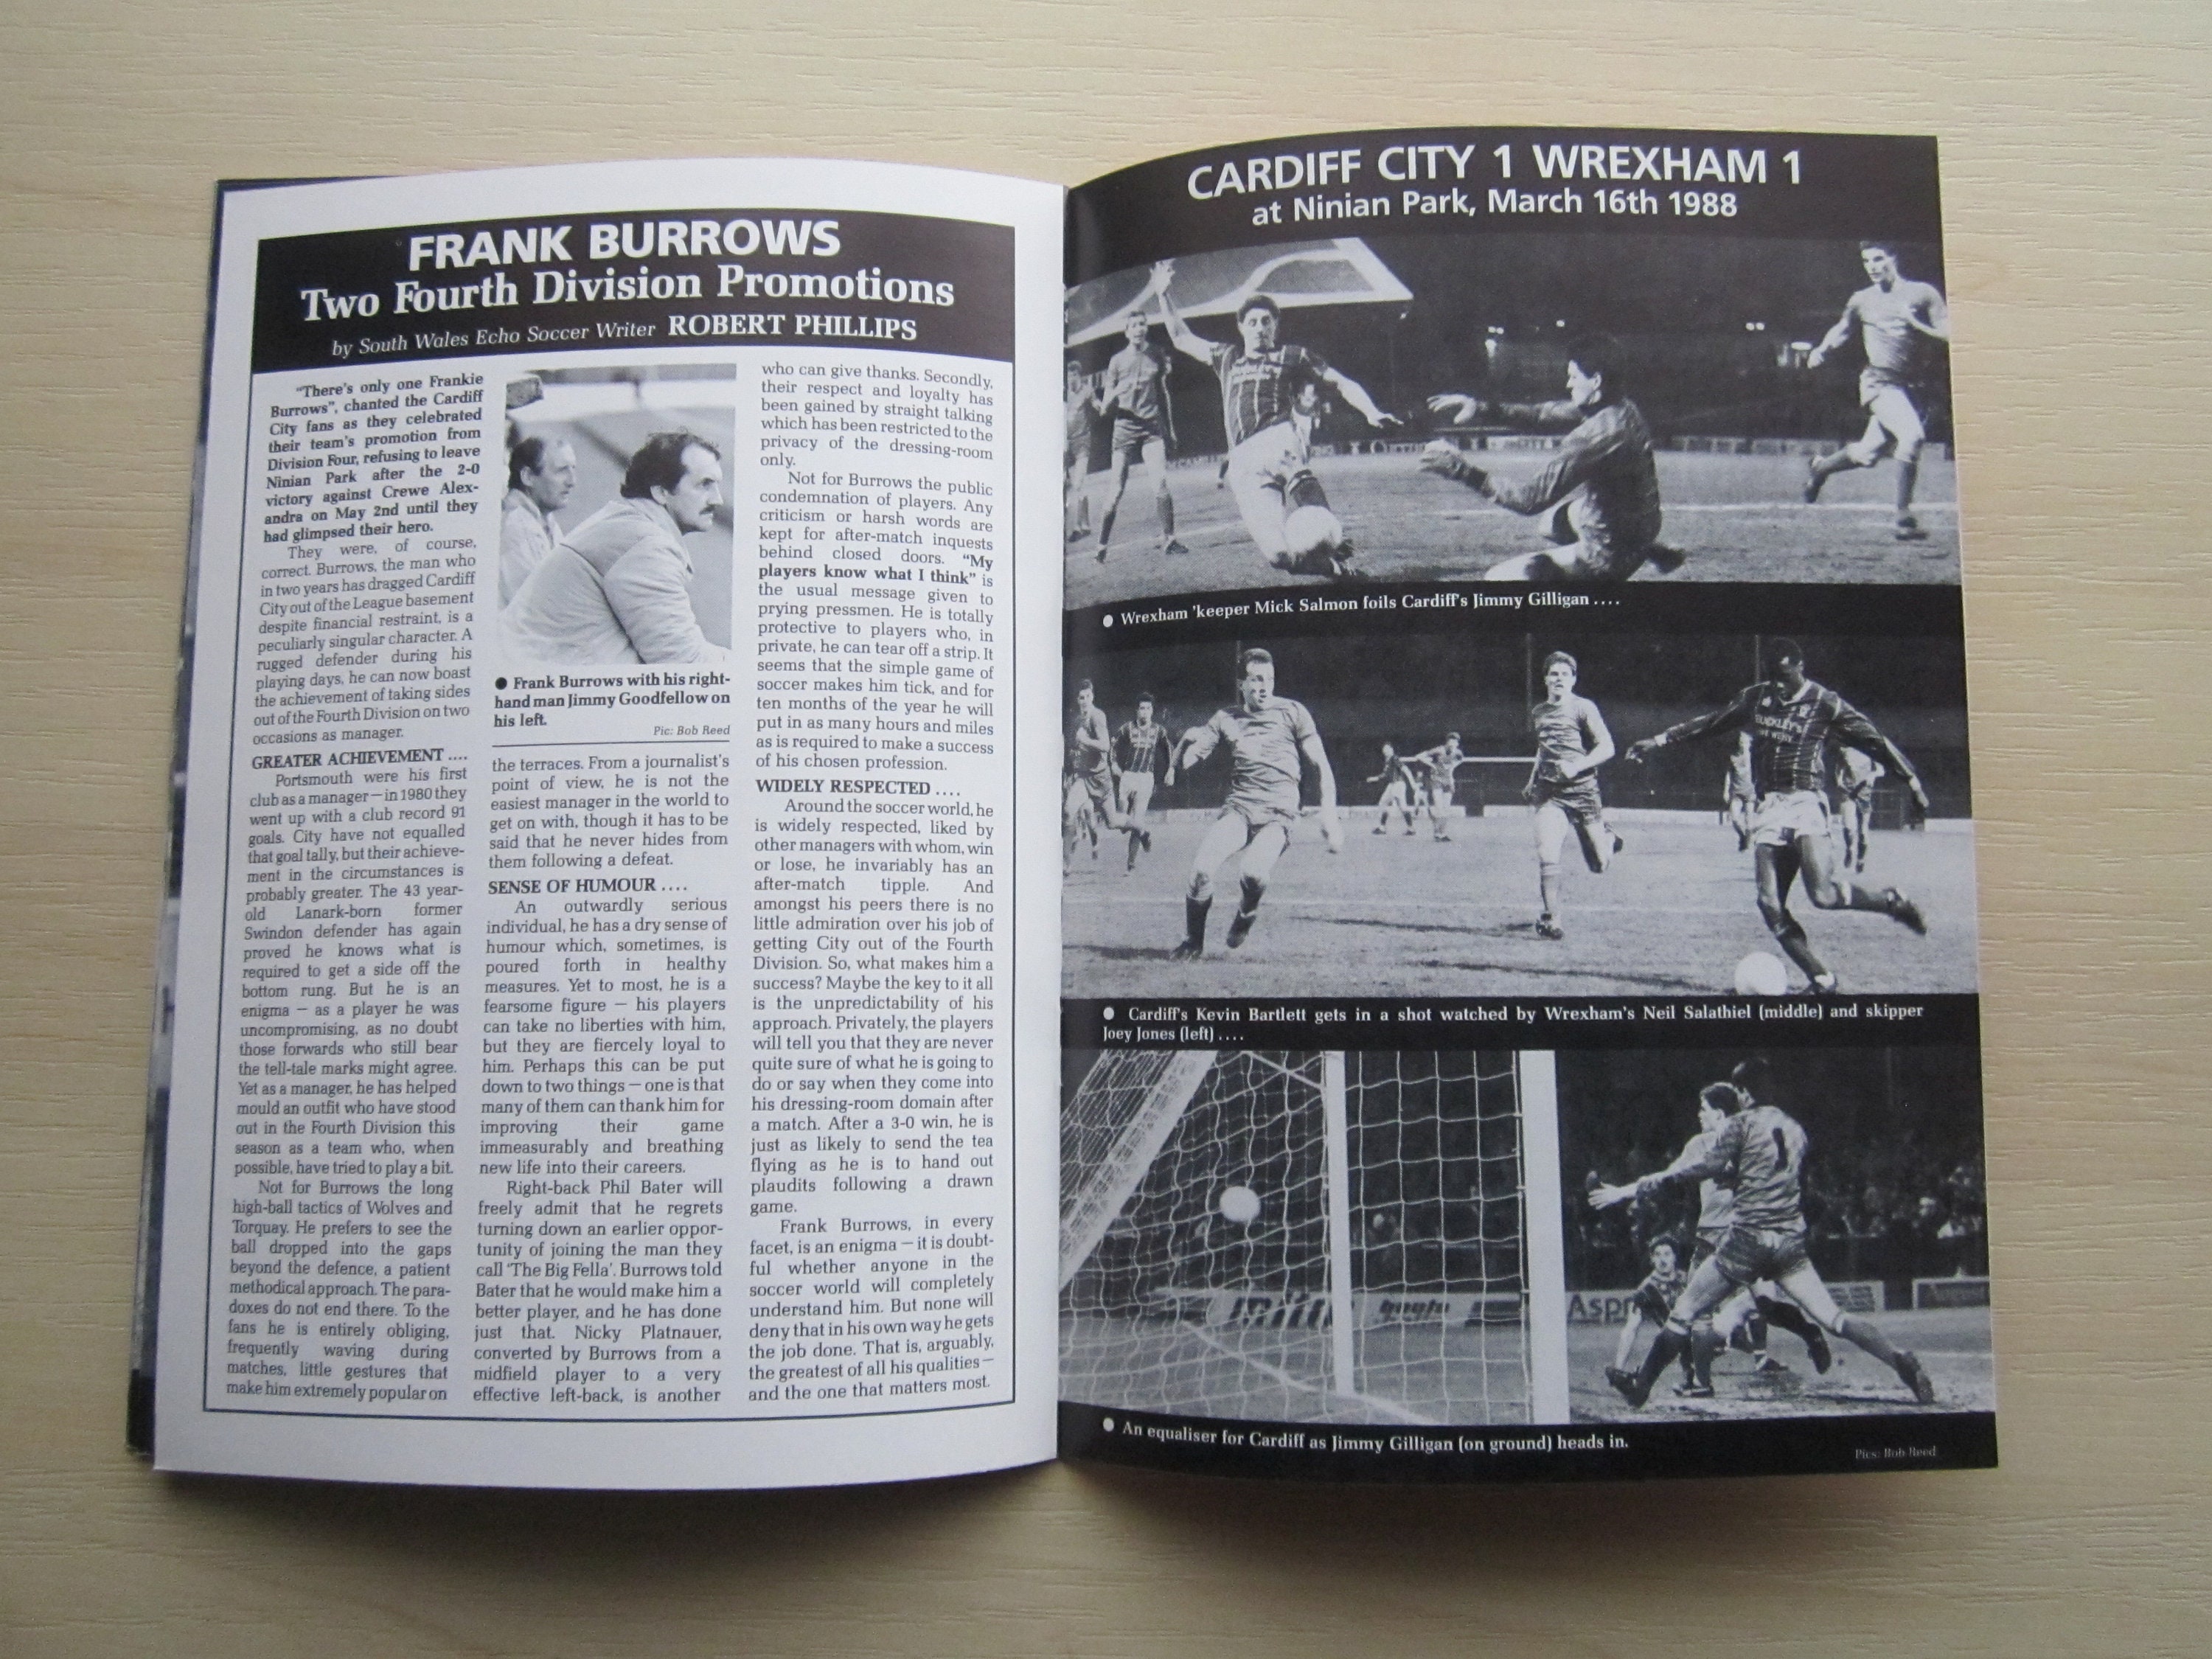 FRANK BURROWS
Two Fourth Division Promotions
by South Wales Echo Soccer Writer ROBERT PHILLIPS
"There's only one Frankie
Burrows", chanted the Cardiff
City fans as they celebrated
their team's promotion from
Division Four, refusing to leave
Ninian Park after the 2-0
victory against Crewe Alex-
andra on May 2nd until they
had glimpsed their hero.
They were, of course,
correct. Burrows, the man who
in two years has dragged Cardiff
City out of the League basement
despite financial restraint, is a
peculiarly singular character. A
rugged defender during his
playing days, he can now boast
the achievement of taking sides
out of the Fourth Division on two
occasions as manager.
GREATER ACHIEVEMENT ....
Portsmouth were his first
club as a manager — in 1980 they
went up with a club record 91
goals. City have not equalled
that goal tally, but their achieve-
ment in the circumstances is
probably greater. The 43 year-
old Lanark-born former
Swindon defender has again
proved he knows what is
required to get a side off the
bottom rung. But he is an
enigma — as a player he was
uncompromising, as no doubt
those forwards who still bear
the tell-tale marks might agree.
Yet as a manager, he has helped
mould an outfit who have stood
out in the Fourth Division this
season as a team who, when
possible, have tried to play a bit.
Not for Burrows the long
high-ball tactics of Wolves and
Torquay. He prefers to see the
ball dropped into the gaps
beyond the defence, a patient
methodical approach. The para-
doxes do not end there. To the
fans he is entirely obliging,
frequently waving during
matches, little gestures that
make him extremely popular on
● Frank Burrows with his right-
hand man Jimmy Goodfellow on
his left.
Pic: Bob Reed
the terraces. From a journalist's
point of view, he is not the
easiest manager in the world to
get on with, though it has to be
said that he never hides from
them following a defeat.
SENSE OF HUMOUR ....
An outwardly serious
individual, he has a dry sense of
humour which, sometimes, is
poured forth in healthy
measures. Yet to most, he is a
fearsome figure — his players
can take no liberties with him,
but they are fiercely loyal to
him. Perhaps this can be put
down to two things — one is that
many of them can thank him for
improving their game
immeasurably and breathing
new life into their careers.
Right-back Phil Bater will
freely admit that he regrets
turning down an earlier oppor-
tunity of joining the man they
call 'The Big Fella'. Burrows told
Bater that he would make him a
better player, and he has done
just that. Nicky Platnauer,
converted by Burrows from a
midfield player to a very
effective left-back, is another
who can give thanks. Secondly,
their respect and loyalty has
been gained by straight talking
which has been restricted to the
privacy of the dressing-room
only.
Not for Burrows the public
condemnation of players. Any
criticism or harsh words are
kept for after-match inquests
behind closed doors. "My
players know what I think" is
the usual message given to
prying pressmen. He is totally
protective to players who, in
private, he can tear off a strip. It
seems that the simple game of
soccer makes him tick, and for
ten months of the year he will
put in as many hours and miles
as is required to make a success
of his chosen profession.
WIDELY RESPECTED ....
Around the soccer world, he
is widely respected, liked by
other managers with whom, win
or lose, he invariably has an
after-match tipple. And
amongst his peers there is no
little admiration over his job of
getting City out of the Fourth
Division. So, what makes him a
success? Maybe the key to it all
is the unpredictability of his
approach. Privately, the players
will tell you that they are never
quite sure of what he is going to
do or say when they come into
his dressing-room domain after
a match. After a 3-0 win, he is
just as likely to send the tea
flying as he is to hand out
plaudits following a drawn
game.
Frank Burrows, in every
facet, is an enigma — it is doubt-
ful whether anyone in the
soccer world will completely
understand him. But none will
deny that in his own way he gets
the job done. That is, arguably,
the greatest of all his qualities —
and the one that matters most.
CARDIFF CITY 1 WREXHAM 1
at Ninian Park, March 16th 1988
● Wrexham 'keeper Mick Salmon foils Cardiff's Jimmy Gilligan ....
BUCKLEY'S
● Cardiff's Kevin Bartlett gets in a shot watched by Wrexham's Neil Salathiel (middle) and skipper
Joey Jones (left) ....
1
Asp
● An equaliser for Cardiff as Jimmy Gilligan (on ground) heads in.
Pics: Bob Reed